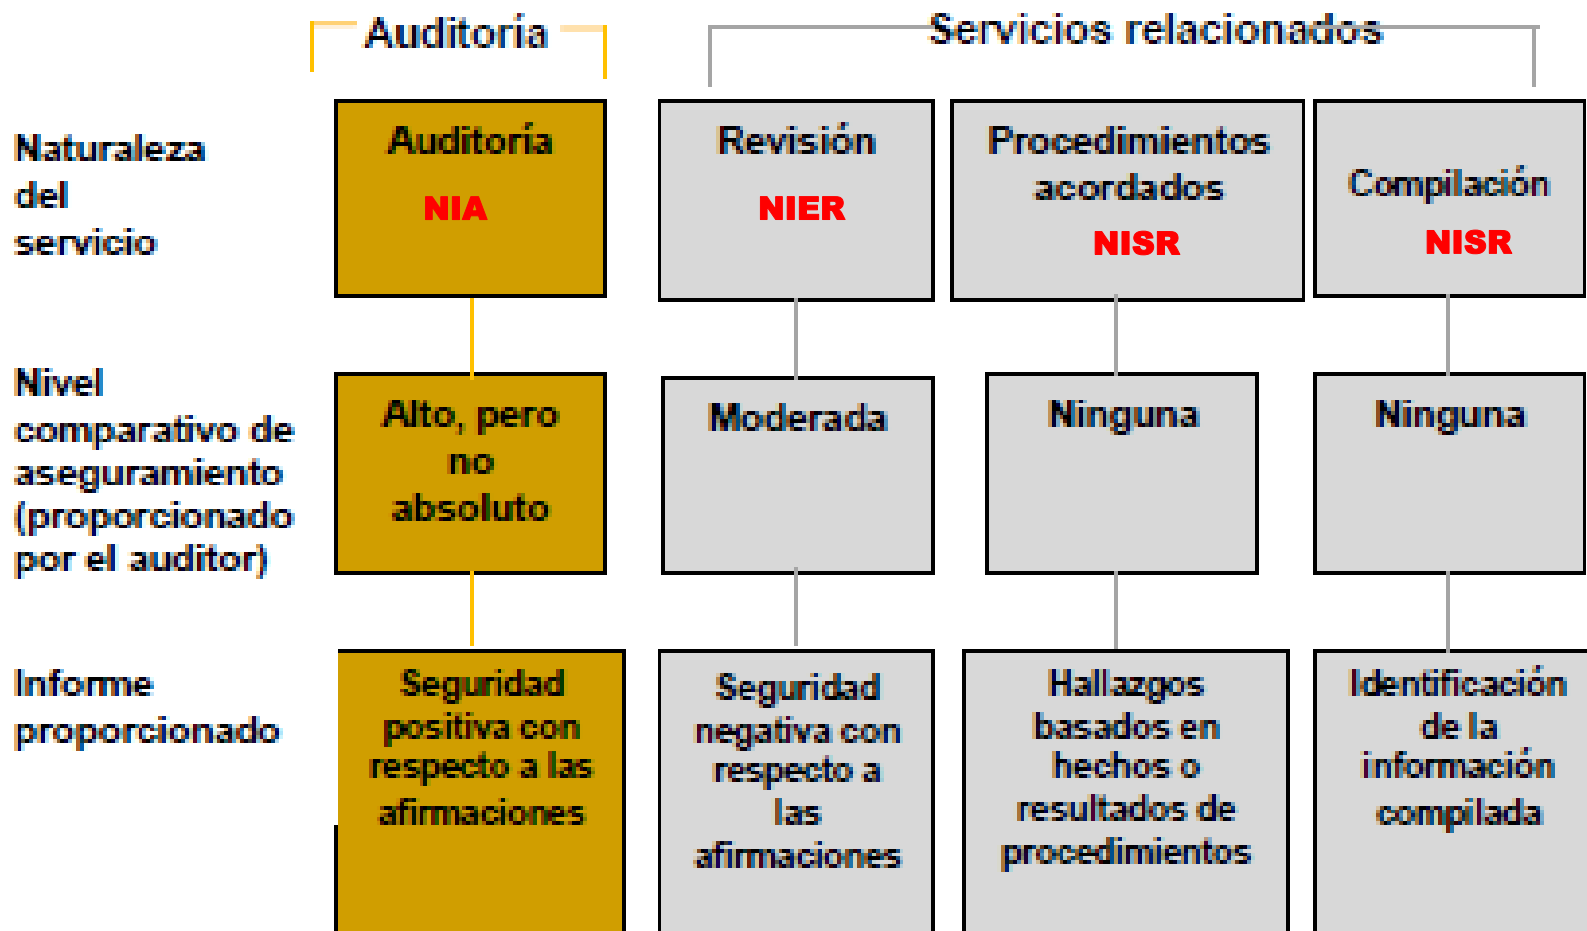 Auditoría
Servicios relacionados
Naturaleza
del
servicio
Auditoría
NIA
Revisión
NIER
Procedimientos
acordados
NISR
Compilación
NISR
Nivel
comparativo de
aseguramiento
(proporcionado
por el auditor)
Alto, pero
no
absoluto
Moderada
Ninguna
Ninguna
Informe
proporcionado
Seguridad
positiva con
respecto a las
afirmaciones
Seguridad
negativa con
respecto a
las
afirmaciones
Hallazgos
basados en
hechos o
resultados de
procedimientos
Identificación
de la
información
compilada